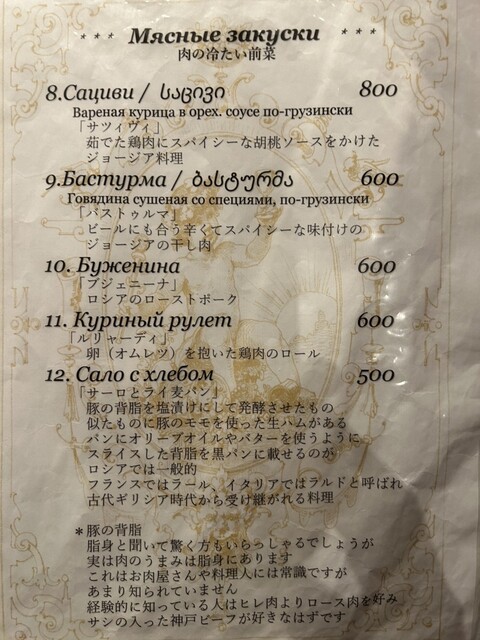 * * * Мясные закуски * * *
肉の冷たい前菜
8.Сациви / საცივი 800
Вареная курица в орех. соусе по-грузински
「サツィヴィ」
茹でた鶏肉にスパイシーな胡桃ソースをかけた
ジョージア料理
9.Бастурма / ბასტურმა 600
Говядина сушеная со специями, по-грузински
「バストゥルマ」
ビールにも合う辛くてスパイシーな味付けの
ジョージアの干し肉
10. Буженина 600
「ブジェニーナ」
ロシアのローストポーク
11. Куриный рулет 600
「ルリャーディ」
卵（オムレツ）を抱いた鶏肉のロール
12. Сало с хлебом 500
「サーロとライ麦パン」
豚の背脂を塩漬けにして発酵させたもの
似たものに豚のモモを使った生ハムがある
パンにオリーブオイルやバターを使うように
スライスした背脂を黒パンに載せるのが
ロシアでは一般的
フランスではラール、イタリアではラルドと呼ばれ
古代ギリシア時代から受け継がれる料理
＊豚の背脂
脂身と聞いて驚く方もいらっしゃるでしょうが
実は肉のうまみは脂身にあります
これはお肉屋さんや料理人には常識ですが
あまり知られていません
経験的に知っている人はヒレ肉よりロース肉を好み
サシの入った神戸ビーフが好きなはずです